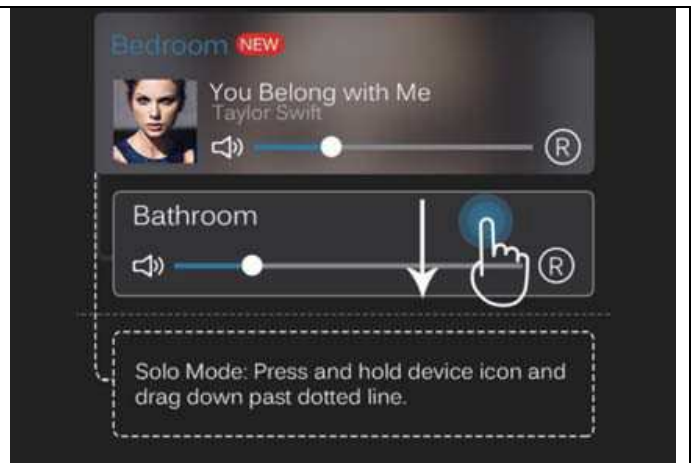 Bedroom NEW
You Belong with Me
Taylor Swift
R
Bathroom
R
Solo Mode: Press and hold device icon and
drag down past dotted line.